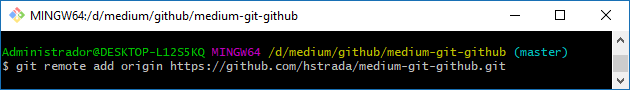 MINGW64:/d/medium/github/medium-git-github
Administrador@DESKTOP-L12S5KQ MINGW64 /d/medium/github/medium-git-github (master)
$ git remote add origin https://github.com/hstrada/medium-git-github.git